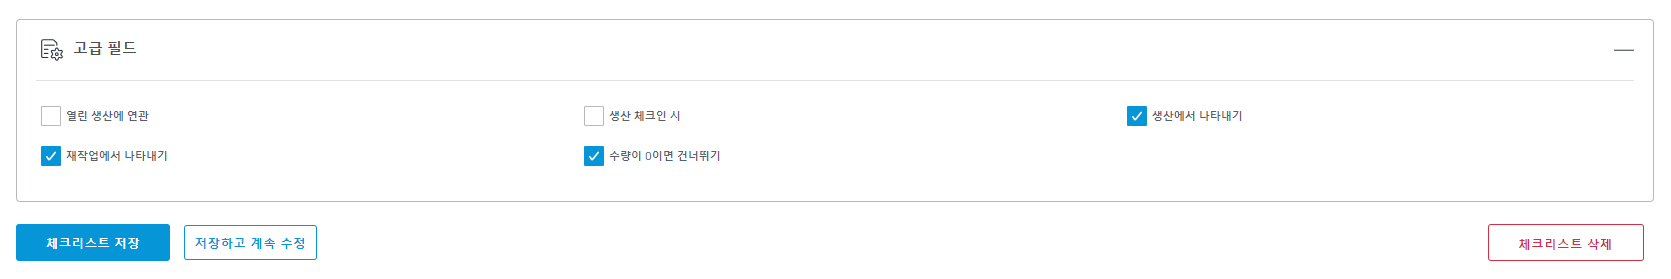 고급 필드
열린 생산에 연관
생산 체크인 시
생산에서 나타내기
재작업에서 나타내기
수량이 0이면 건너뛰기
체크리스트 저장
저장하고 계속 수정
체크리스트 삭제